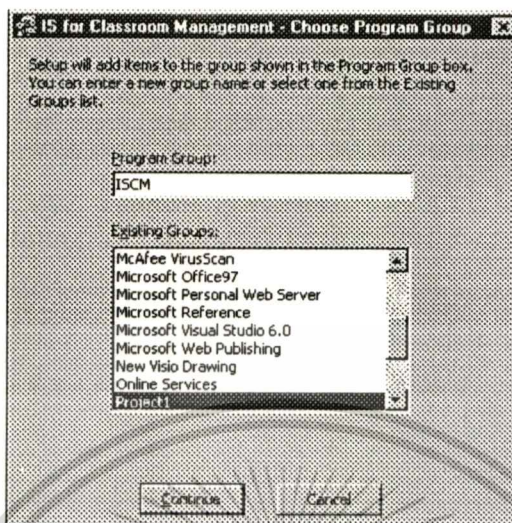 IS for Classroom Management - Choose Program Group
Setup will add items to the group shown in the Program Group box.
You can enter a new group name or select one from the Existing
Groups list.
Program Group:
ISCM
Existing Groups:
McAfee VirusScan
Microsoft Office97
Microsoft Personal Web Server
Microsoft Reference
Microsoft Visual Studio 6.0
Microsoft Web Publishing
New Visio Drawing
Online Services
Project1
Continue
Cancel